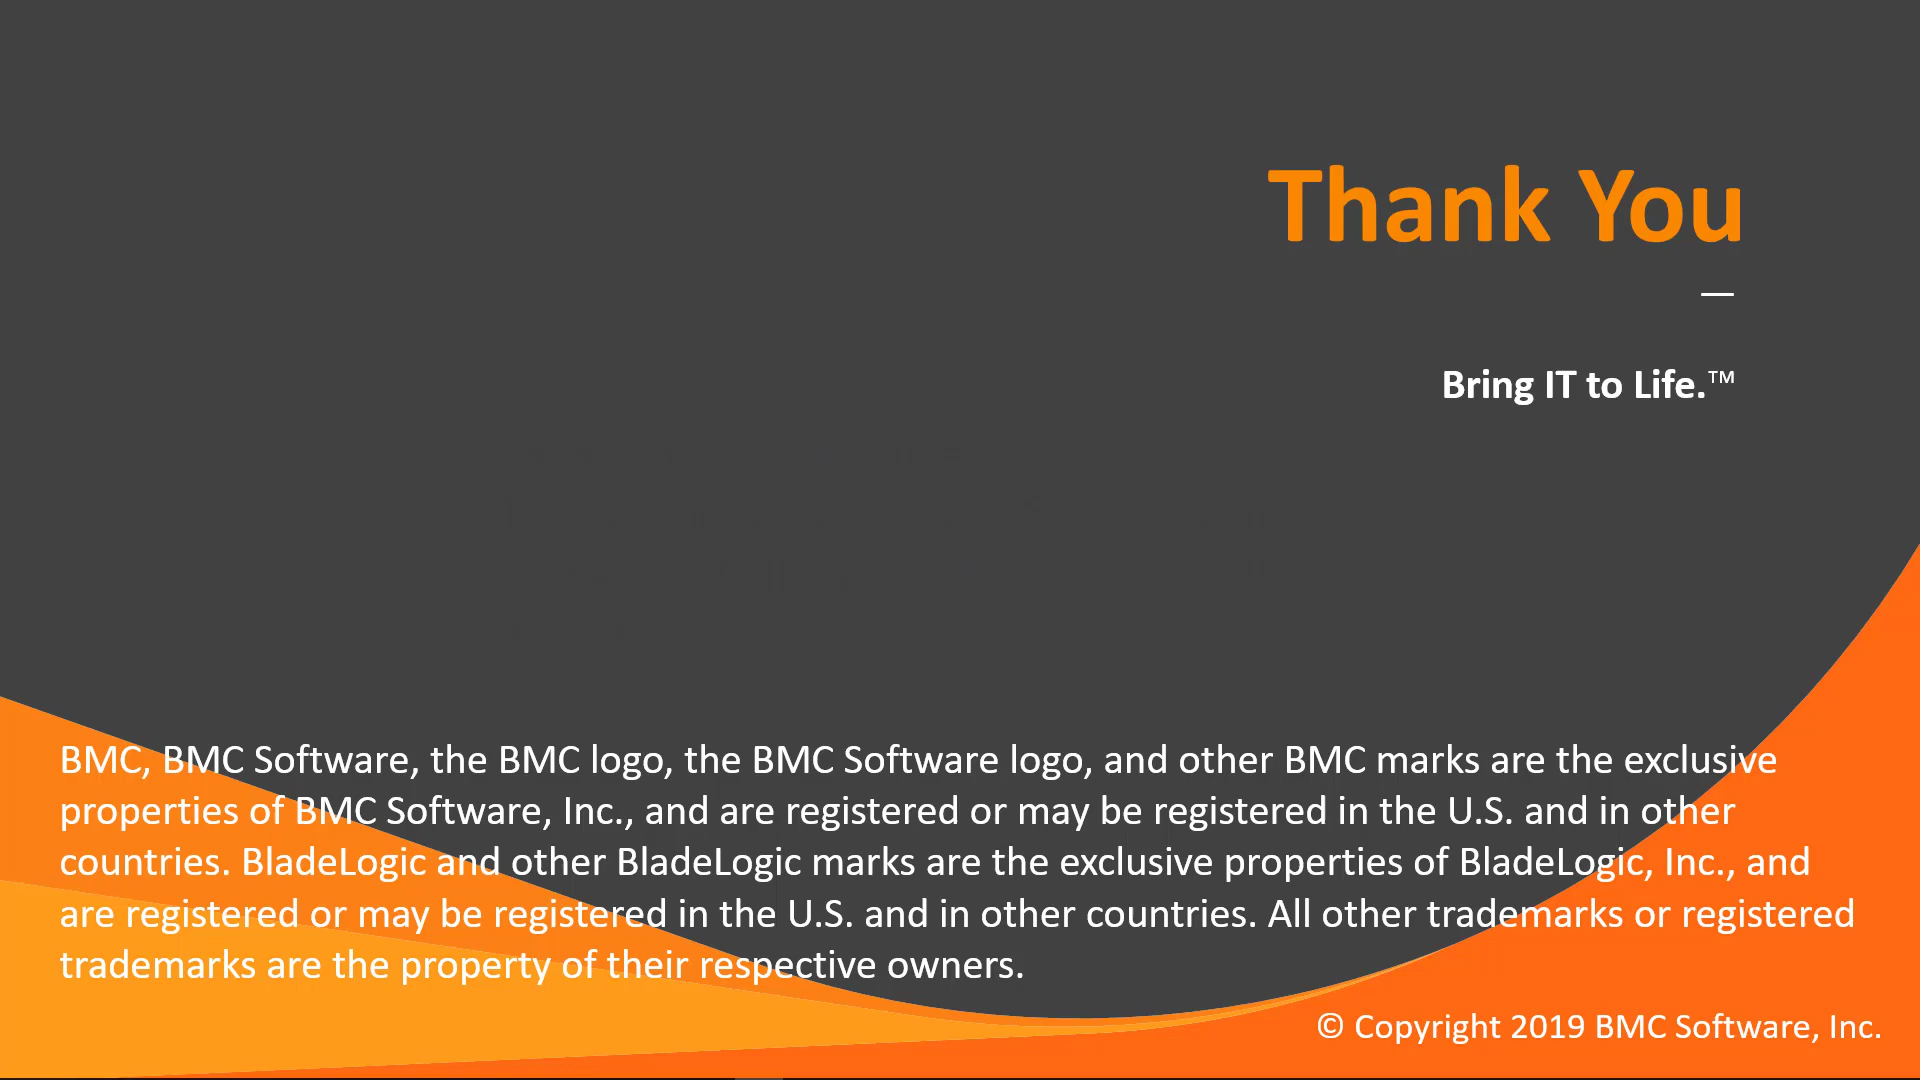 Thank You
Bring IT to Life.™
BMC, BMC Software, the BMC logo, the BMC Software logo, and other BMC marks are the exclusive
properties of BMC Software, Inc., and are registered or may be registered in the U.S. and in other
countries. BladeLogic and other BladeLogic marks are the exclusive properties of BladeLogic, Inc., and
are registered or may be registered in the U.S. and in other countries. All other trademarks or registered
trademarks are the property of their respective owners.
© Copyright 2019 BMC Software, Inc.